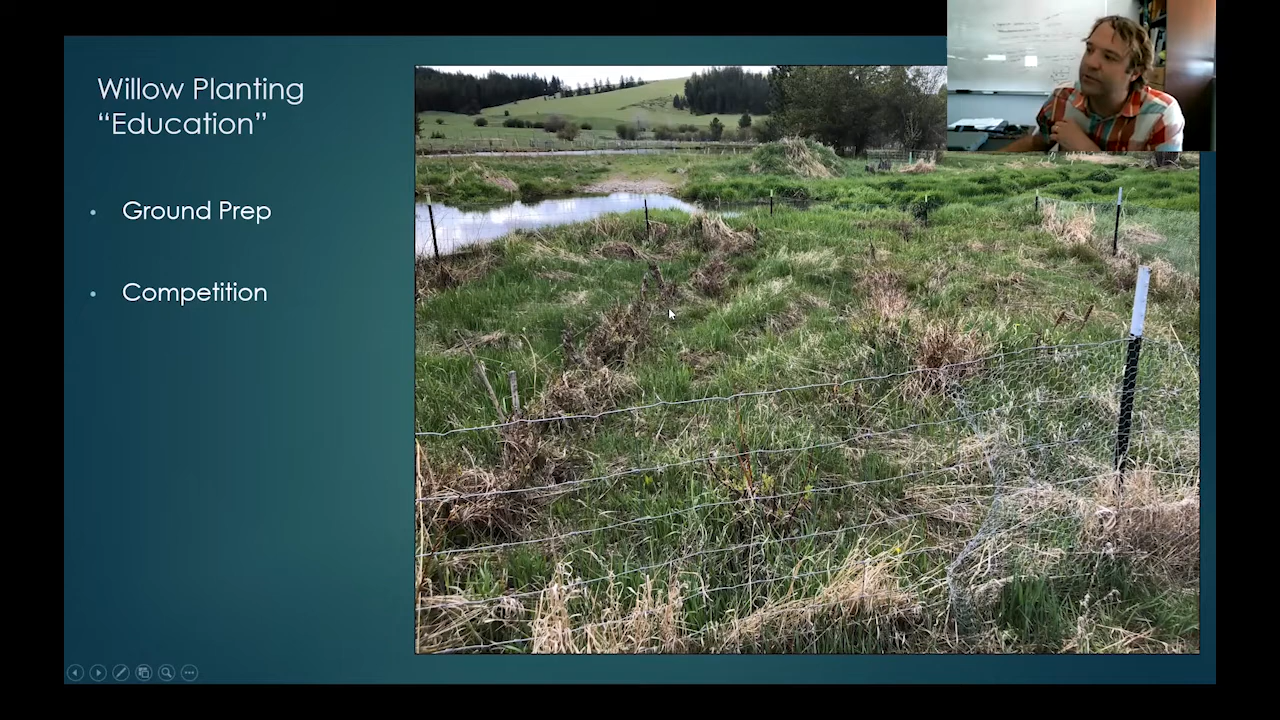 Willow Planting
“Education”
• Ground Prep
• Competition